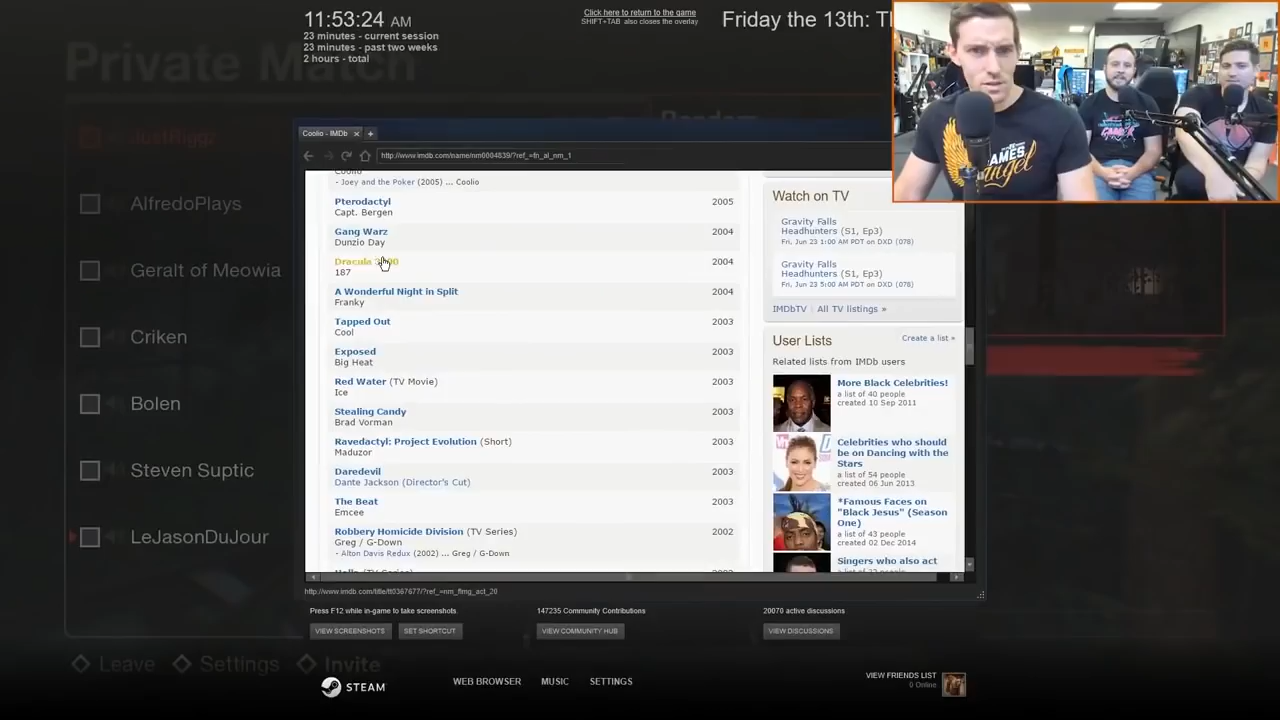 11:53:24 AM
23 minutes - current session
23 minutes - past two weeks
2 hours - total
Click here to return to the game
SHIFT+TAB also closes the overlay
Friday the 13th:
Private Match
AlfredoPlays
Geralt of Meowia
Criken
Bolen
Steven Suptic
LeJasonDuJour
Leave
Settings
Invite
Coolio - IMDb
http://www.imdb.com/name/nm0004839/?ref_=fn_al_nm_1
Coolio
- Joey and the Poker (2005) ... Coolio
Pterodactyl 2005
Capt. Bergen
Gang Warz 2004
Dunzio Day
Dracula 3000 2004
187
A Wonderful Night in Split 2004
Franky
Tapped Out 2003
Cool
Exposed 2003
Big Heat
Red Water (TV Movie) 2003
Ice
Stealing Candy 2003
Brad Vorman
Ravedactyl: Project Evolution (Short) 2003
Maduzor
Daredevil 2003
Dante Jackson (Director's Cut)
The Beat 2003
Emcee
Robbery Homicide Division (TV Series) 2002
Greg / G-Down
- Alton Davis Redux (2002) ... Greg / G-Down
Watch on TV
Gravity Falls
Headhunters (S1, Ep3)
Fri, Jun 23 1:00 AM PDT on DXD (078)
Gravity Falls
Headhunters (S1, Ep3)
Fri, Jun 23 5:00 AM PDT on DXD (078)
IMDbTV | All TV listings »
User Lists Create a list »
Related lists from IMDb users
More Black Celebrities!
a list of 40 people
created 10 Sep 2011
Celebrities who should
be on Dancing with the
Stars
a list of 54 people
created 06 Jun 2013
*Famous Faces on
"Black Jesus" (Season
One)
a list of 43 people
created 02 Dec 2014
Singers who also act
http://www.imdb.com/title/tt0367677/?ref_=nm_flmg_act_20
Press F12 while in-game to take screenshots
VIEW SCREENSHOTS
SET SHORTCUT
147235 Community Contributions
VIEW COMMUNITY HUB
20070 active discussions
VIEW DISCUSSIONS
STEAM
WEB BROWSER
MUSIC
SETTINGS
VIEW FRIENDS LIST
0 Online